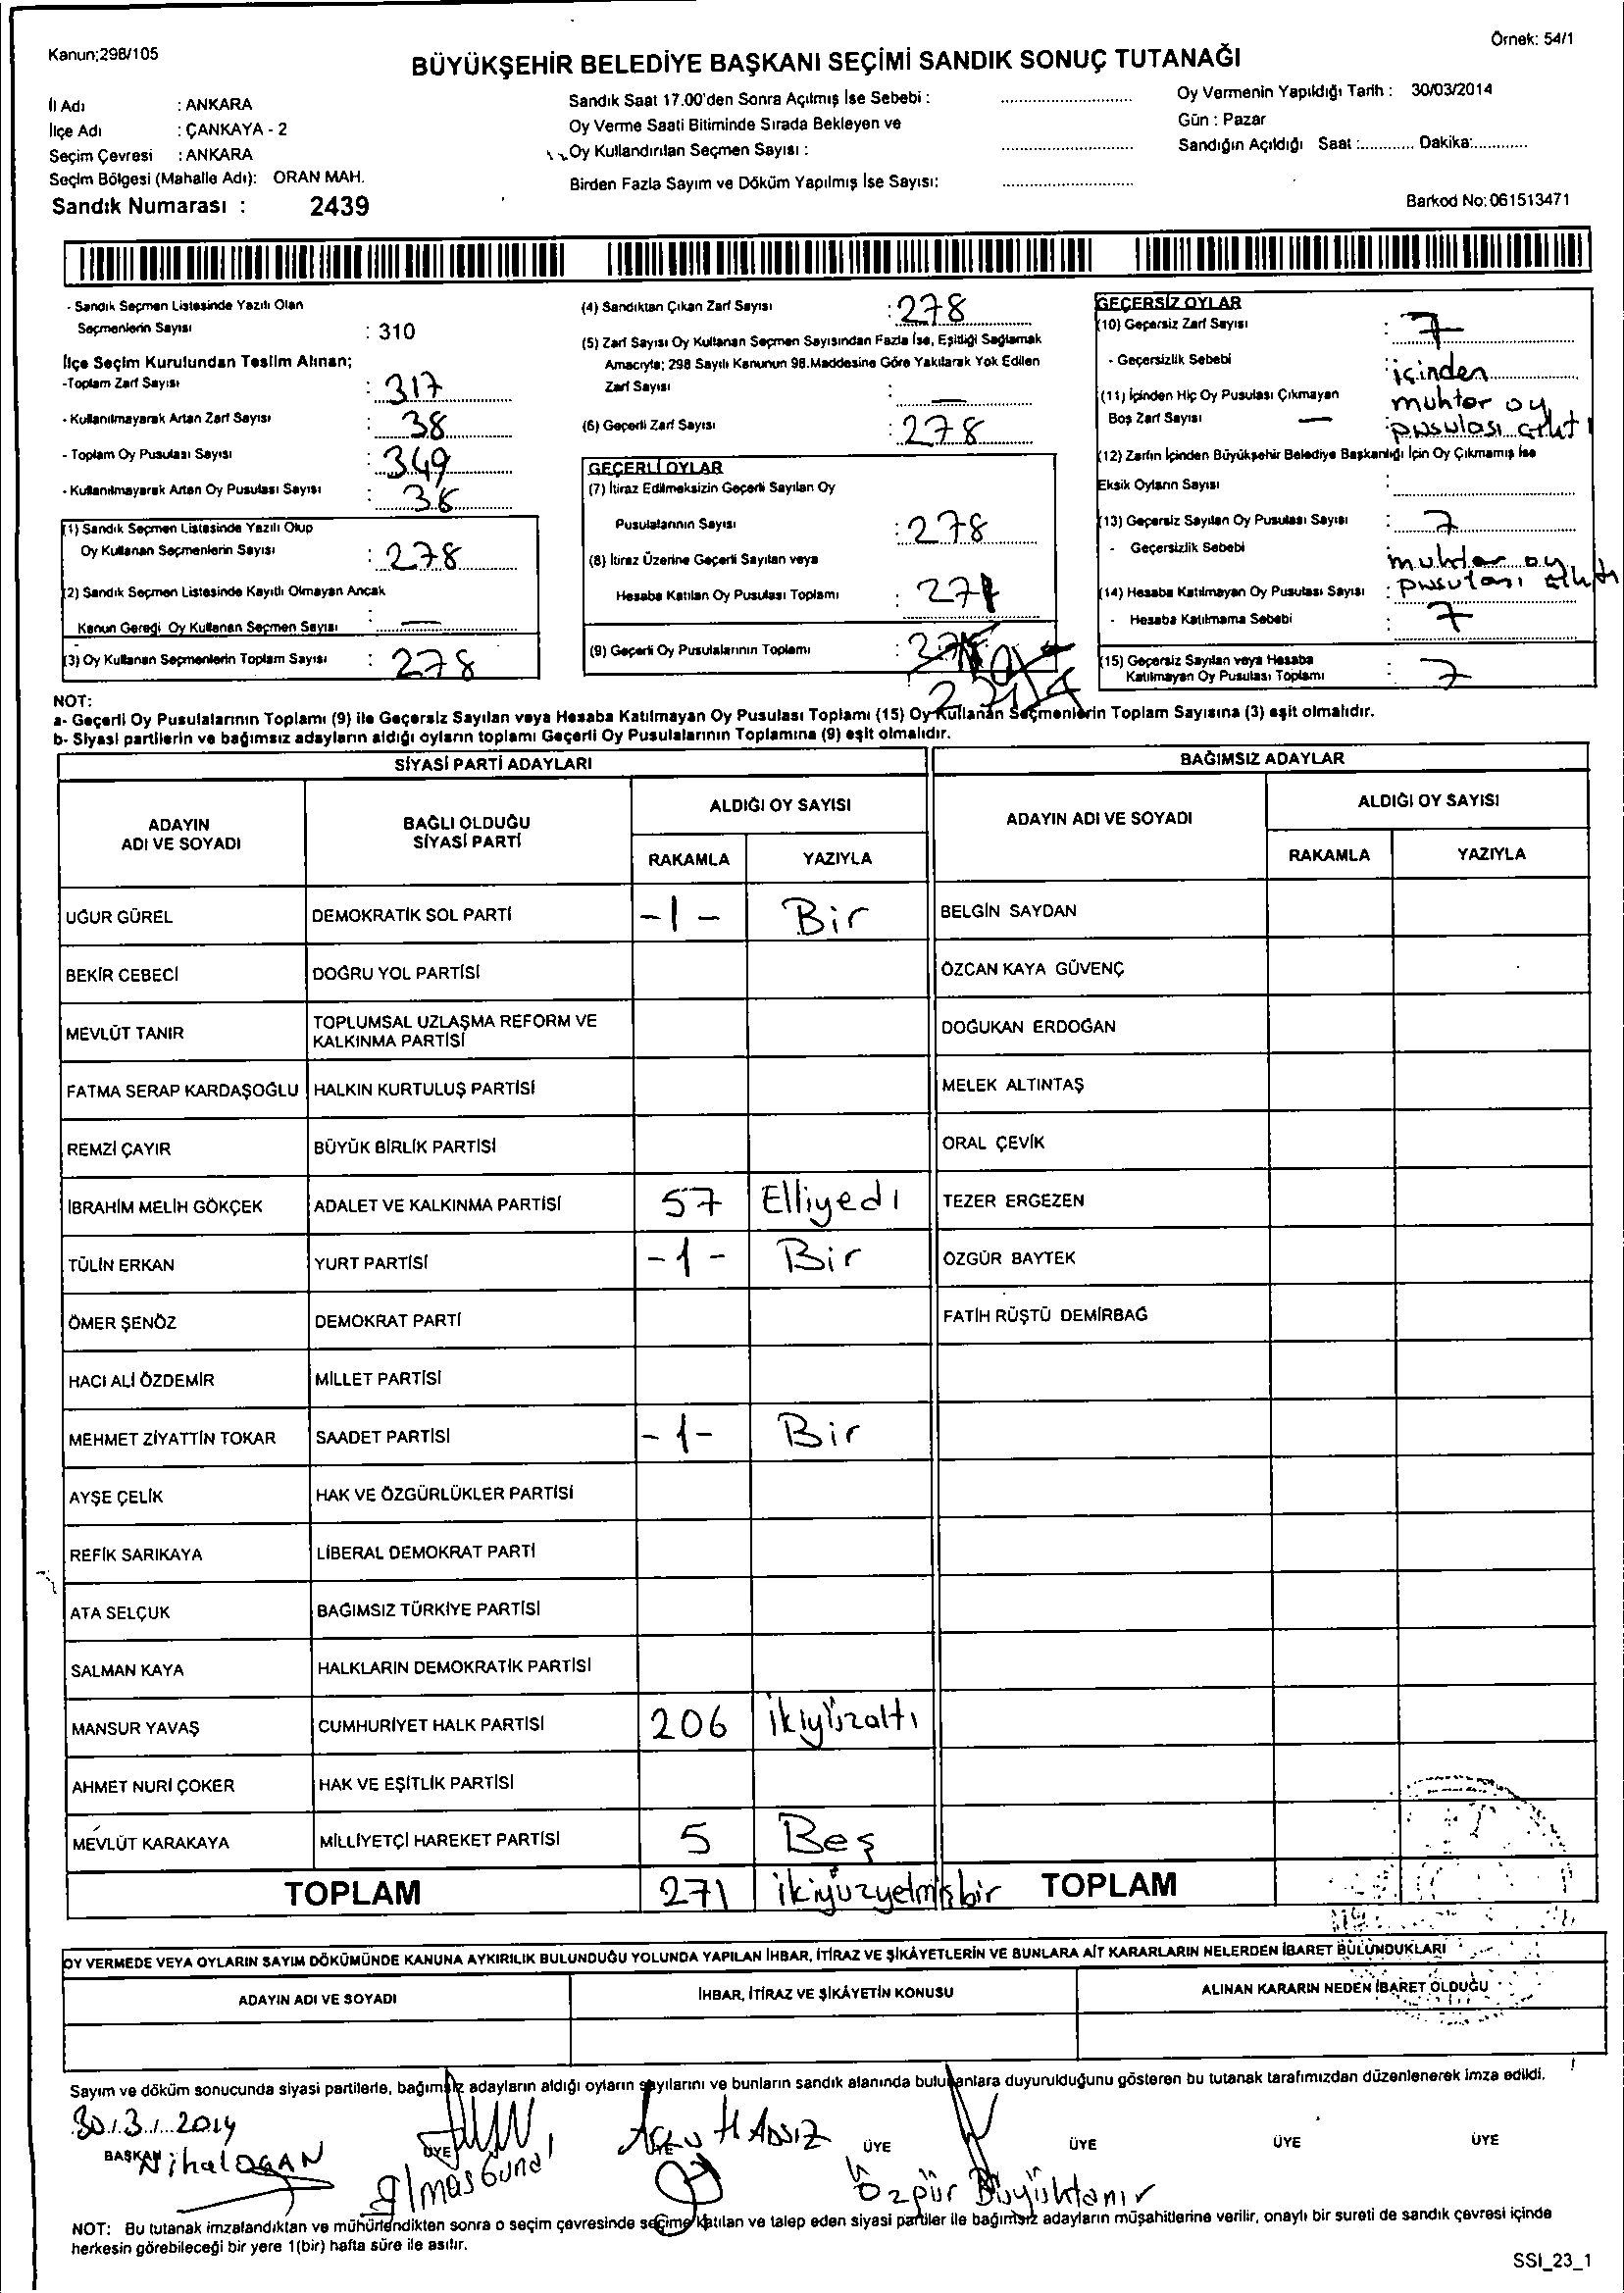 Kanun;298/105
Örnek: 54/1
BÜYÜKŞEHİR BELEDİYE BAŞKANI SEÇİMİ SANDIK SONUÇ TUTANAĞI
İl Adı : ANKARA
İlçe Adı : ÇANKAYA - 2
Seçim Çevresi : ANKARA
Seçim Bölgesi (Mahalle Adı): ORAN MAH.
Sandık Numarası : 2439
Sandık Saat 17.00'den Sonra Açılmış İse Sebebi :
Oy Verme Saati Bitiminde Sırada Bekleyen ve
Oy Kullandırılan Seçmen Sayısı :
Birden Fazla Sayım ve Döküm Yapılmış İse Sayısı:
Oy Vermenin Yapıldığı Tarih : 30/03/2014
Gün : Pazar
Sandığın Açıldığı Saat :............ Dakika:............
Barkod No:061513471
- Sandık Seçmen Listesinde Yazılı Olan
Seçmenlerin Sayısı : 310
İlçe Seçim Kurulundan Teslim Alınan;
-Toplam Zarf Sayısı : 317
- Kullanılmayarak Artan Zarf Sayısı : 38
- Toplam Oy Pusulası Sayısı : 349
- Kullanılmayarak Artan Oy Pusulası Sayısı : 38
(1) Sandık Seçmen Listesinde Yazılı Olup
Oy Kullanan Seçmenlerin Sayısı : 278
(2) Sandık Seçmen Listesinde Kayıtlı Olmayan Ancak
Kanun Gereği Oy Kullanan Seçmen Sayısı : —
(3) Oy Kullanan Seçmenlerin Toplam Sayısı : 278
(4) Sandıktan Çıkan Zarf Sayısı : 278
(5) Zarf Sayısı Oy Kullanan Seçmen Sayısından Fazla İse, Eşitliği Sağlamak
Amacıyla; 298 Sayılı Kanunun 98.Maddesine Göre Yakılarak Yok Edilen
Zarf Sayısı : —
(6) Geçerli Zarf Sayısı : 278
GEÇERLİ OYLAR
(7) İtiraz Edilmeksizin Geçerli Sayılan Oy
Pusulalarının Sayısı : 278
(8) İtiraz Üzerine Geçerli Sayılan veya
Hesaba Katılan Oy Pusulası Toplamı : 271
(9) Geçerli Oy Pusulalarının Toplamı :
GEÇERSİZ OYLAR
(10) Geçersiz Zarf Sayısı : 7
- Geçersizlik Sebebi : içinden
muhtar oy
pusulası çıktı
(11) İçinden Hiç Oy Pusulası Çıkmayan
Boş Zarf Sayısı —
(12) Zarfın İçinden Büyükşehir Belediye Başkanlığı İçin Oy Çıkmamış İse
Eksik Oyların Sayısı :
(13) Geçersiz Sayılan Oy Pusulası Sayısı : 7
- Geçersizlik Sebebi muhtar oy
pusulası çıktı
(14) Hesaba Katılmayan Oy Pusulası Sayısı : 7
- Hesaba Katılmama Sebebi :
(15) Geçersiz Sayılan veya Hesaba
Katılmayan Oy Pusulası Toplamı : 7
NOT:
a- Geçerli Oy Pusulalarının Toplamı (9) ile Geçersiz Sayılan veya Hesaba Katılmayan Oy Pusulası Toplamı (15) Oy Kullanan Seçmenlerin Toplam Sayısına (3) eşit olmalıdır.
b- Siyasi partilerin ve bağımsız adayların aldığı oyların toplamı Geçerli Oy Pusulalarının Toplamına (9) eşit olmalıdır.
SİYASİ PARTİ ADAYLARI
BAĞIMSIZ ADAYLAR
ADAYIN ADI VE SOYADI
BAĞLI OLDUĞU SİYASİ PARTİ
ALDIĞI OY SAYISI
RAKAMLA YAZIYLA
ADAYIN ADI VE SOYADI
ALDIĞI OY SAYISI
RAKAMLA YAZIYLA
UĞUR GÜREL DEMOKRATİK SOL PARTİ -1- Bir BELGİN SAYDAN
BEKİR CEBECİ DOĞRU YOL PARTİSİ ÖZCAN KAYA GÜVENÇ
MEVLÜT TANIR TOPLUMSAL UZLAŞMA REFORM VE KALKINMA PARTİSİ DOĞUKAN ERDOĞAN
FATMA SERAP KARDAŞOĞLU HALKIN KURTULUŞ PARTİSİ MELEK ALTINTAŞ
REMZİ ÇAYIR BÜYÜK BİRLİK PARTİSİ ORAL ÇEVİK
İBRAHİM MELİH GÖKÇEK ADALET VE KALKINMA PARTİSİ 57 Elliyedi TEZER ERGEZEN
TÜLİN ERKAN YURT PARTİSİ -1- Bir ÖZGÜR BAYTEK
ÖMER ŞENÖZ DEMOKRAT PARTİ FATİH RÜŞTÜ DEMİRBAĞ
HACI ALİ ÖZDEMİR MİLLET PARTİSİ
MEHMET ZİYATTİN TOKAR SAADET PARTİSİ -1- Bir
AYŞE ÇELİK HAK VE ÖZGÜRLÜKLER PARTİSİ
REFİK SARIKAYA LİBERAL DEMOKRAT PARTİ
ATA SELÇUK BAĞIMSIZ TÜRKİYE PARTİSİ
SALMAN KAYA HALKLARIN DEMOKRATİK PARTİSİ
MANSUR YAVAŞ CUMHURİYET HALK PARTİSİ 206 ikiyüzaltı
AHMET NURİ ÇOKER HAK VE EŞİTLİK PARTİSİ
MEVLÜT KARAKAYA MİLLİYETÇİ HAREKET PARTİSİ 5 Beş
TOPLAM 271 ikiyüzyetmişbir TOPLAM
OY VERMEDE VEYA OYLARIN SAYIM DÖKÜMÜNDE KANUNA AYKIRILIK BULUNDUĞU YOLUNDA YAPILAN İHBAR, İTİRAZ VE ŞİKÂYETLERİN VE BUNLARA AİT KARARLARIN NELERDEN İBARET BULUNDUKLARI
ADAYIN ADI VE SOYADI İHBAR, İTİRAZ VE ŞİKÂYETİN KONUSU ALINAN KARARIN NEDEN İBARET OLDUĞU
Sayım ve döküm sonucunda siyasi partilerle, bağımsız adayların aldığı oyların sayılarını ve bunların sandık alanında bulunanlara duyurulduğunu gösteren bu tutanak tarafımızdan düzenlenerek imza edildi.
30.3.2014
BAŞKAN ÜYE ÜYE ÜYE ÜYE ÜYE
Nihal OĞAN
Elmas Günal
Özgür Büyüktanır
NOT: Bu tutanak imzalandıktan ve mühürlendikten sonra o seçim çevresinde seçime katılan ve talep eden siyasi partiler ile bağımsız adayların müşahitlerine verilir, onaylı bir sureti de sandık çevresi içinde
herkesin görebileceği bir yere 1(bir) hafta süre ile asılır.
SSI_23_1